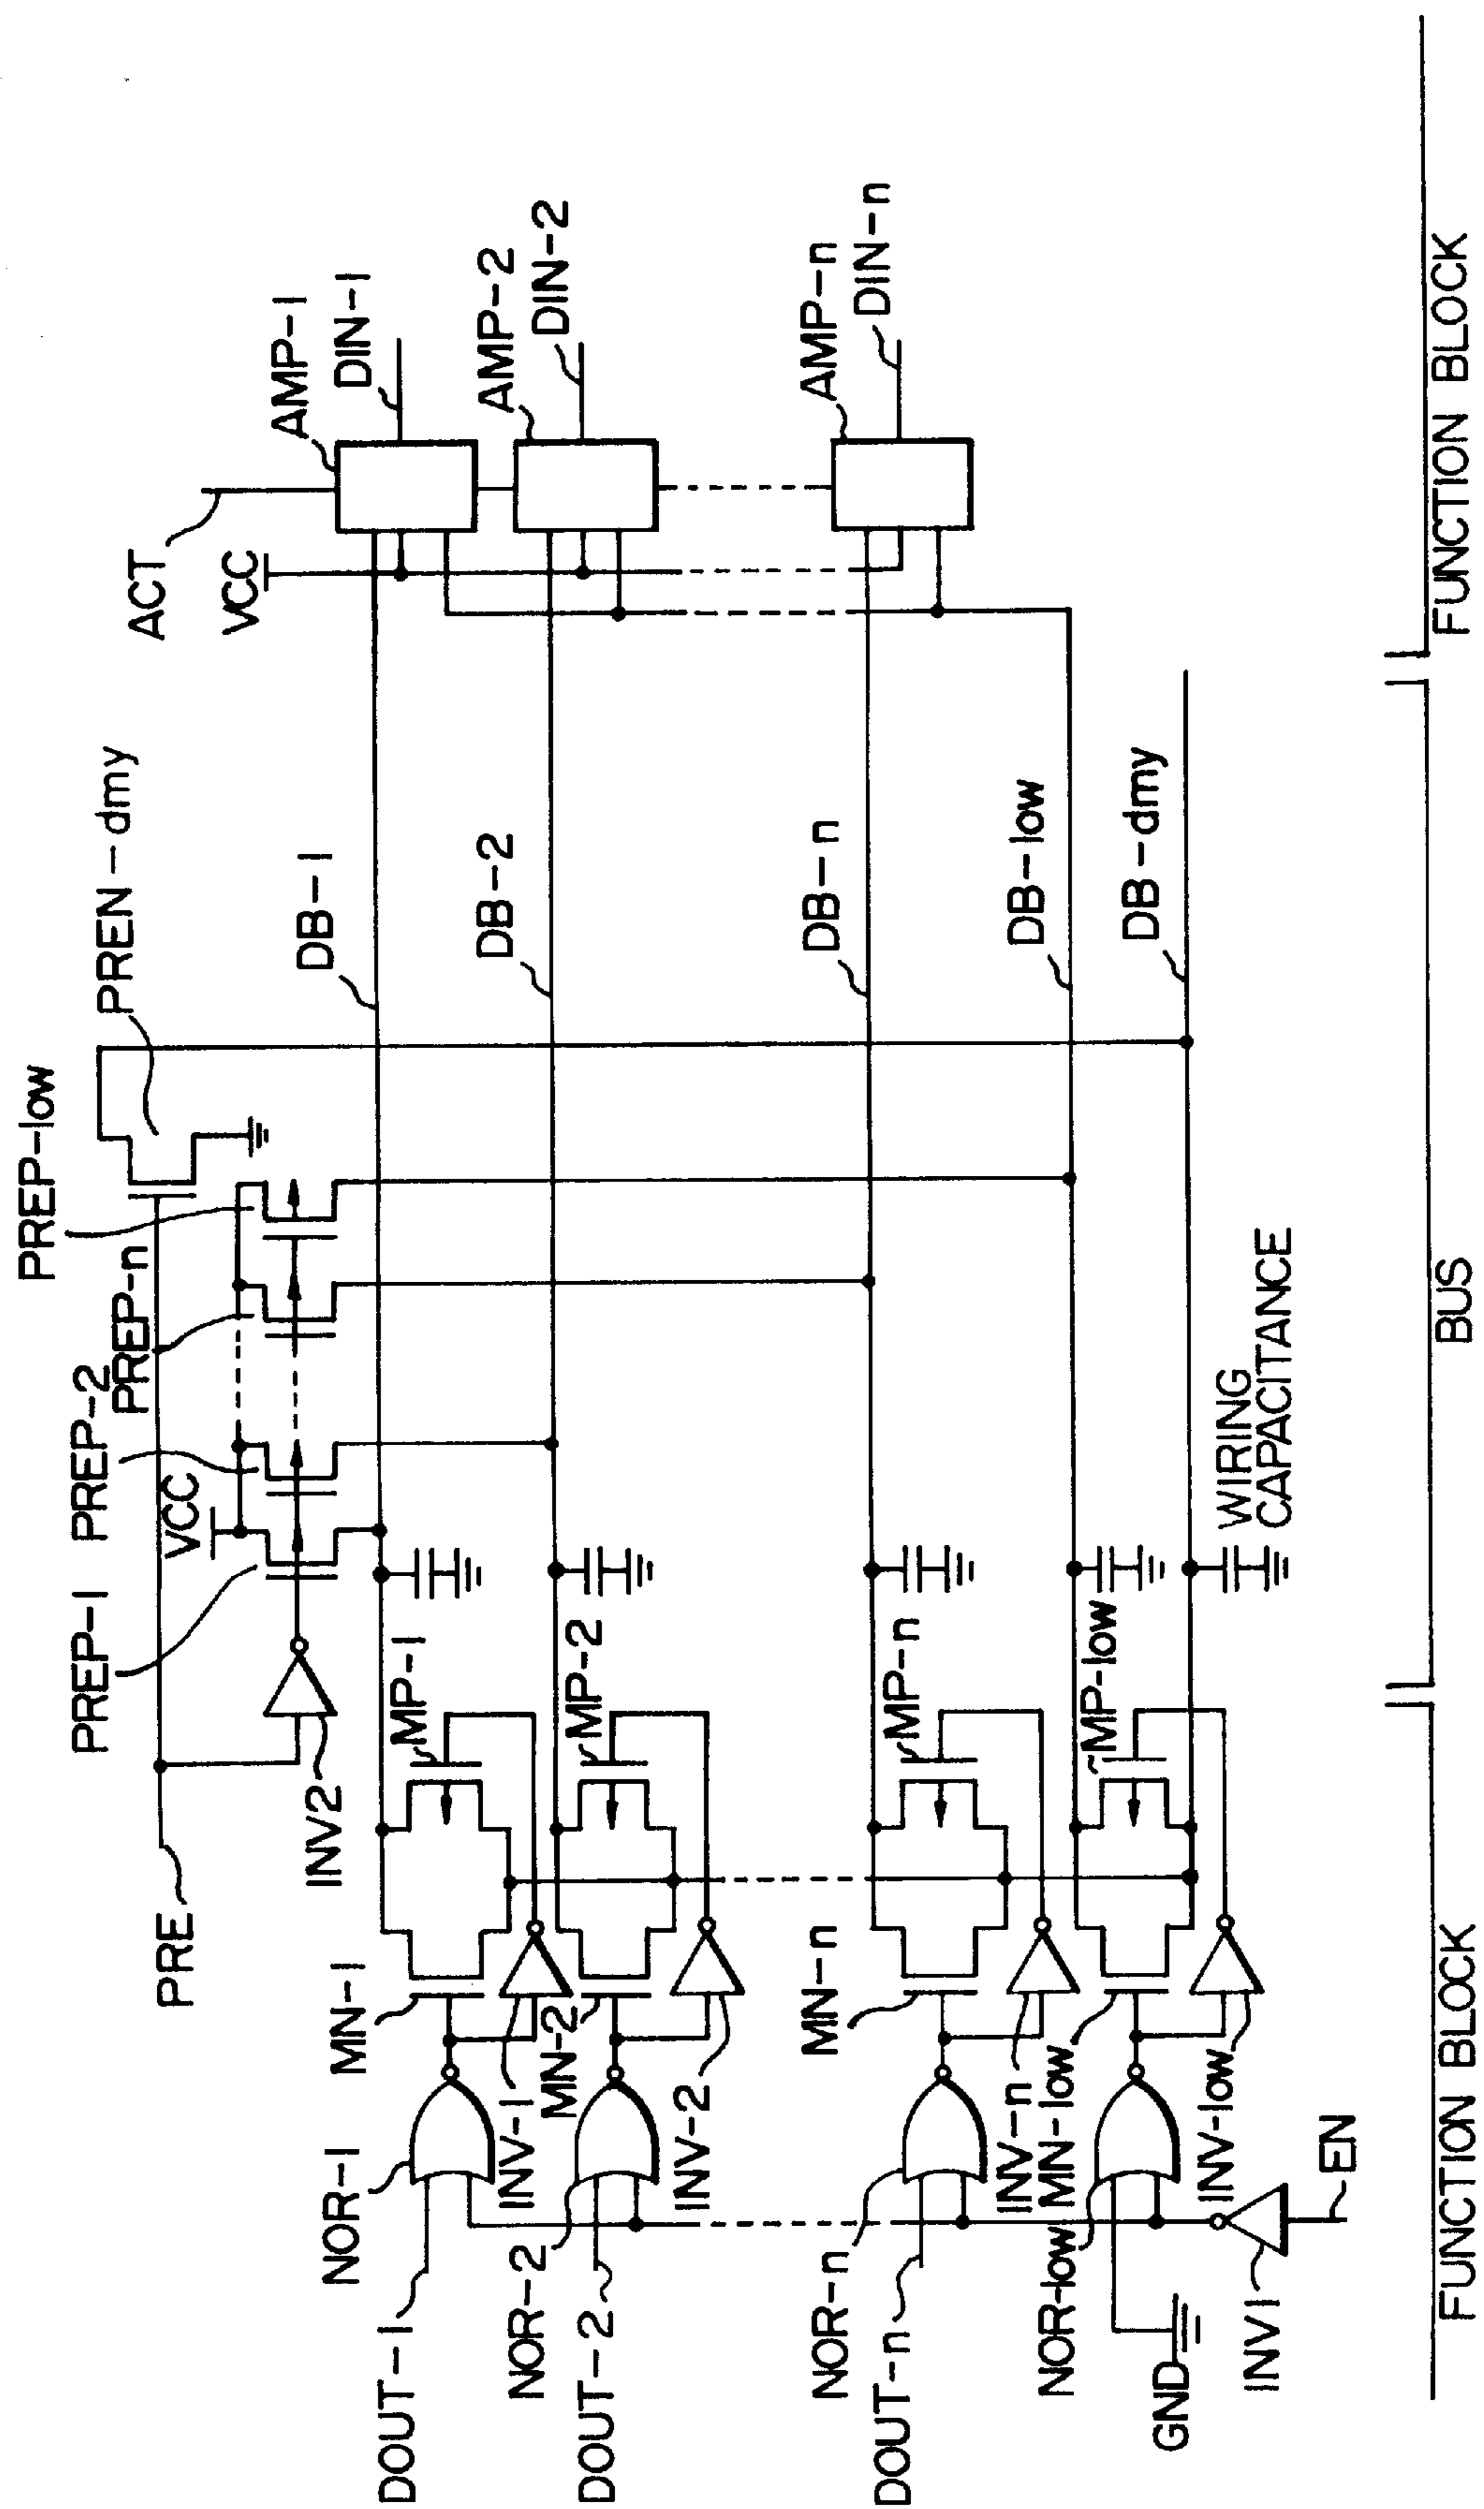 PREP-low
PREN-dmy
PREP-n
PREP-2
PREP-1
VCC
PRE
INV2
ACT
VCC
AMP-1
DIN-1
AMP-2
DIN-2
AMP-n
DIN-n
DB-1
DB-2
DB-n
DB-low
DB-dmy
MP-1
MP-2
MP-n
MP-low
WIRING
CAPACITANCE
MN-1
NOR-1
DOUT-1
INV-1
MN-2
NOR-2
DOUT-2
INV-2
MN-n
NOR-n
DOUT-n
INV-n
MN-low
NOR-low
INV-low
GND
INV1
EN
FUNCTION BLOCK
BUS
FUNCTION BLOCK